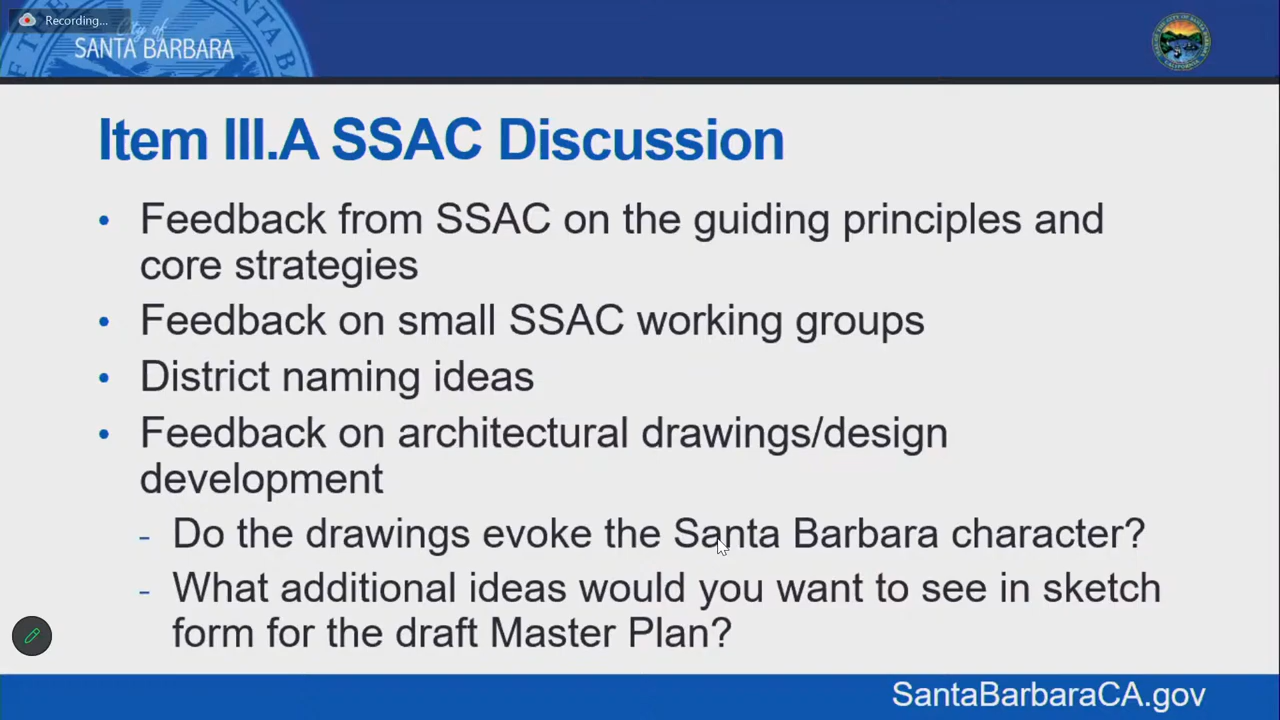 Recording...
City of
SANTA BARBARA
Item III.A SSAC Discussion
• Feedback from SSAC on the guiding principles and
core strategies
• Feedback on small SSAC working groups
• District naming ideas
• Feedback on architectural drawings/design
development
- Do the drawings evoke the Santa Barbara character?
- What additional ideas would you want to see in sketch
form for the draft Master Plan?
SantaBarbaraCA.gov